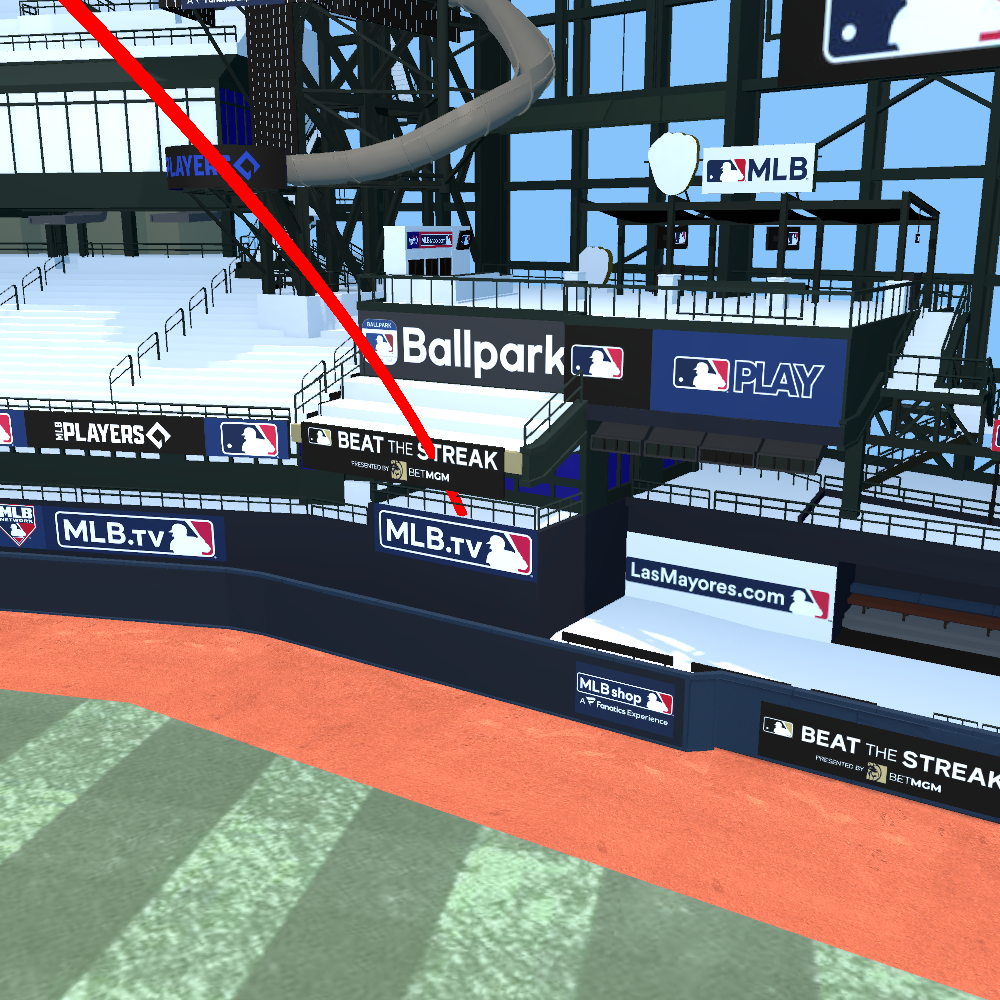 PLAYERS
MLB
Ballpark
BALLPARK
PLAY
MLB PLAYERS
BEAT THE STREAK
PRESENTED BY BETMGM
MLB NETWORK
MLB.TV
MLB.TV
LasMayores.com
MLB shop
A Fanatics Experience
BEAT THE STREAK
PRESENTED BY BETMGM